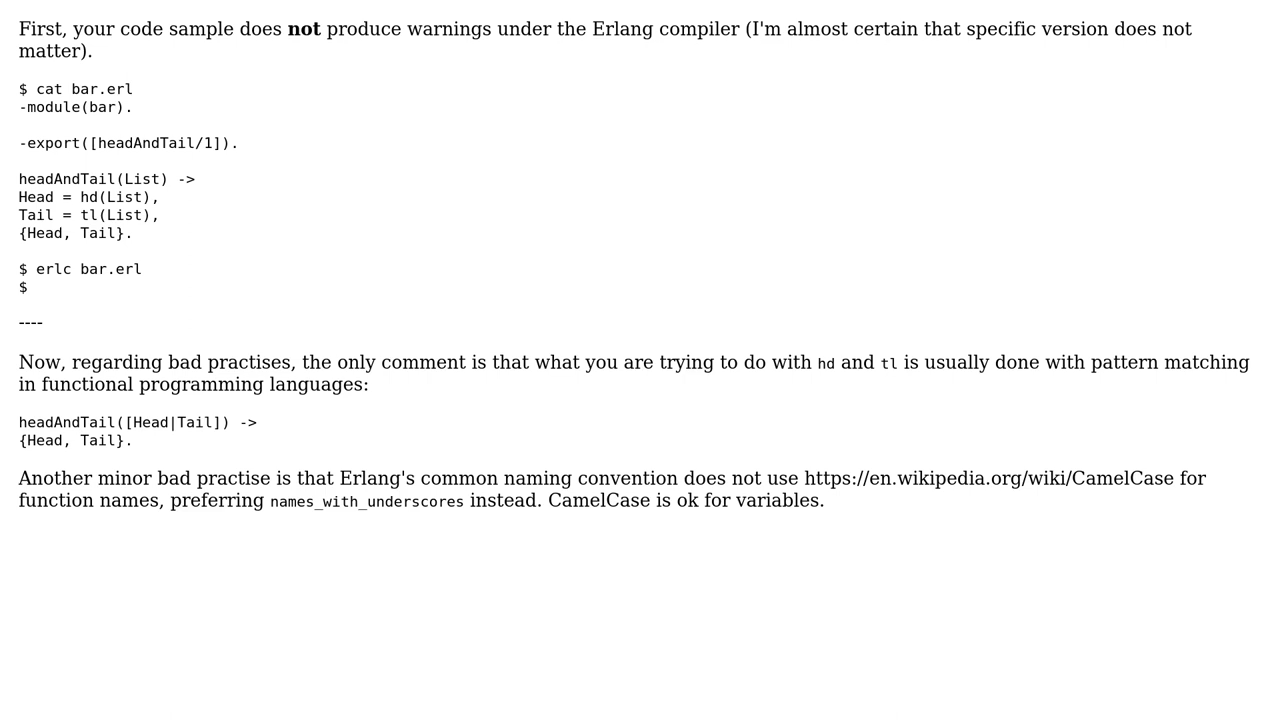 First, your code sample does not produce warnings under the Erlang compiler (I'm almost certain that specific version does not
matter).
$ cat bar.erl
-module(bar).
-export([headAndTail/1]).
headAndTail(List) ->
Head = hd(List),
Tail = tl(List),
{Head, Tail}.
$ erlc bar.erl
$
----
Now, regarding bad practises, the only comment is that what you are trying to do with hd and tl is usually done with pattern matching
in functional programming languages:
headAndTail([Head|Tail]) ->
{Head, Tail}.
Another minor bad practise is that Erlang's common naming convention does not use https://en.wikipedia.org/wiki/CamelCase for
function names, preferring names_with_underscores instead. CamelCase is ok for variables.